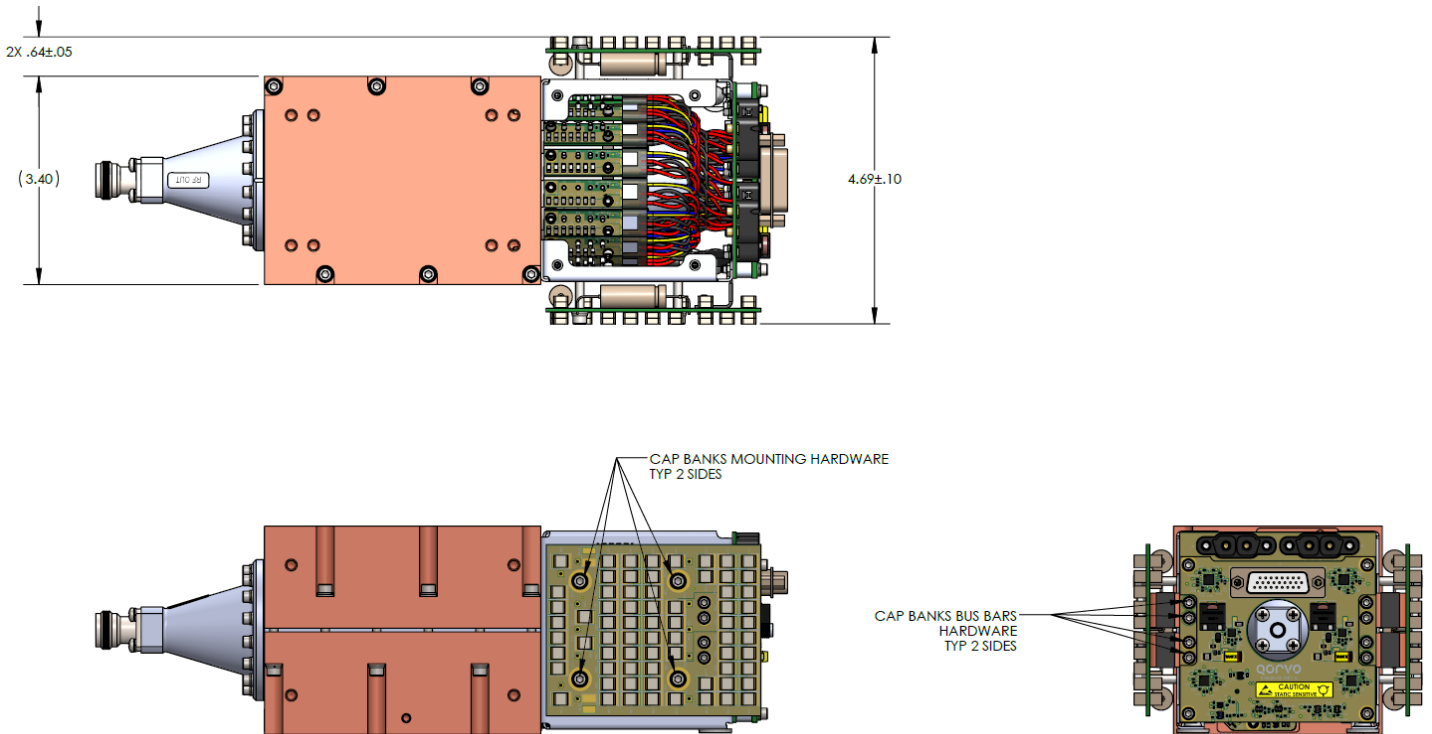 2X .64±.05
(3.40)
RF OUT
4.69±.10
CAP BANKS MOUNTING HARDWARE
TYP 2 SIDES
CAP BANKS BUS BARS
HARDWARE
TYP 2 SIDES
QORVO
CAUTION
STATIC SENSITIVE